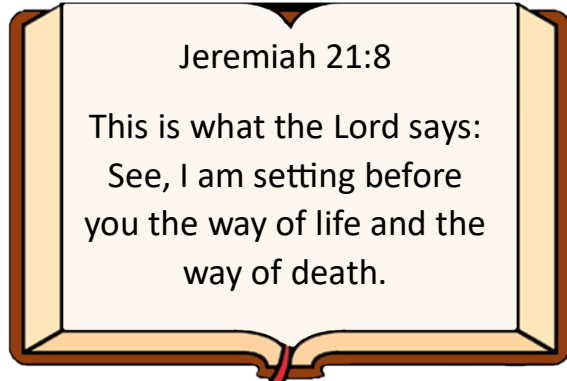 Jeremiah 21:8
This is what the Lord says:
See, I am setting before
you the way of life and the
way of death.